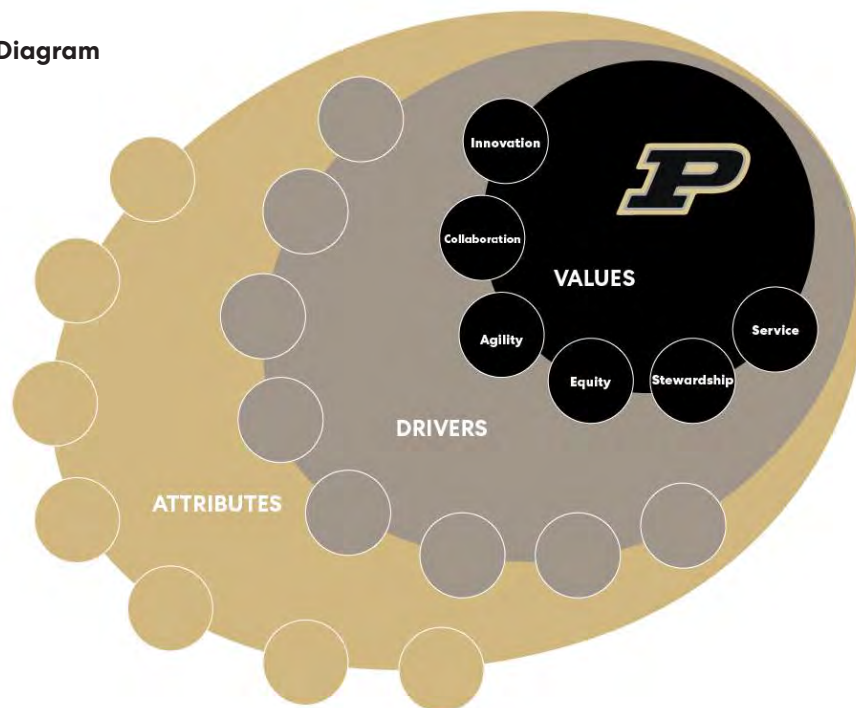 Diagram
Innovation
P
Collaboration
VALUES
Agility
Service
Equity
Stewardship
DRIVERS
ATTRIBUTES